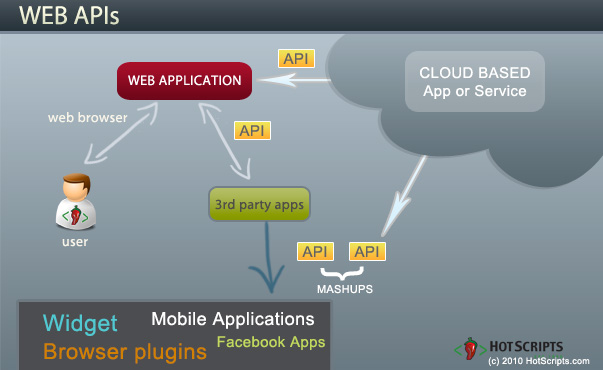 WEB APIs
API
CLOUD BASED
App or Service
WEB APPLICATION
web browser
API
3rd party apps
user
API
API
MASHUPS
Widget
Mobile Applications
Browser plugins
Facebook Apps
HOTSCRIPTS
(c) 2010 HotScripts.com